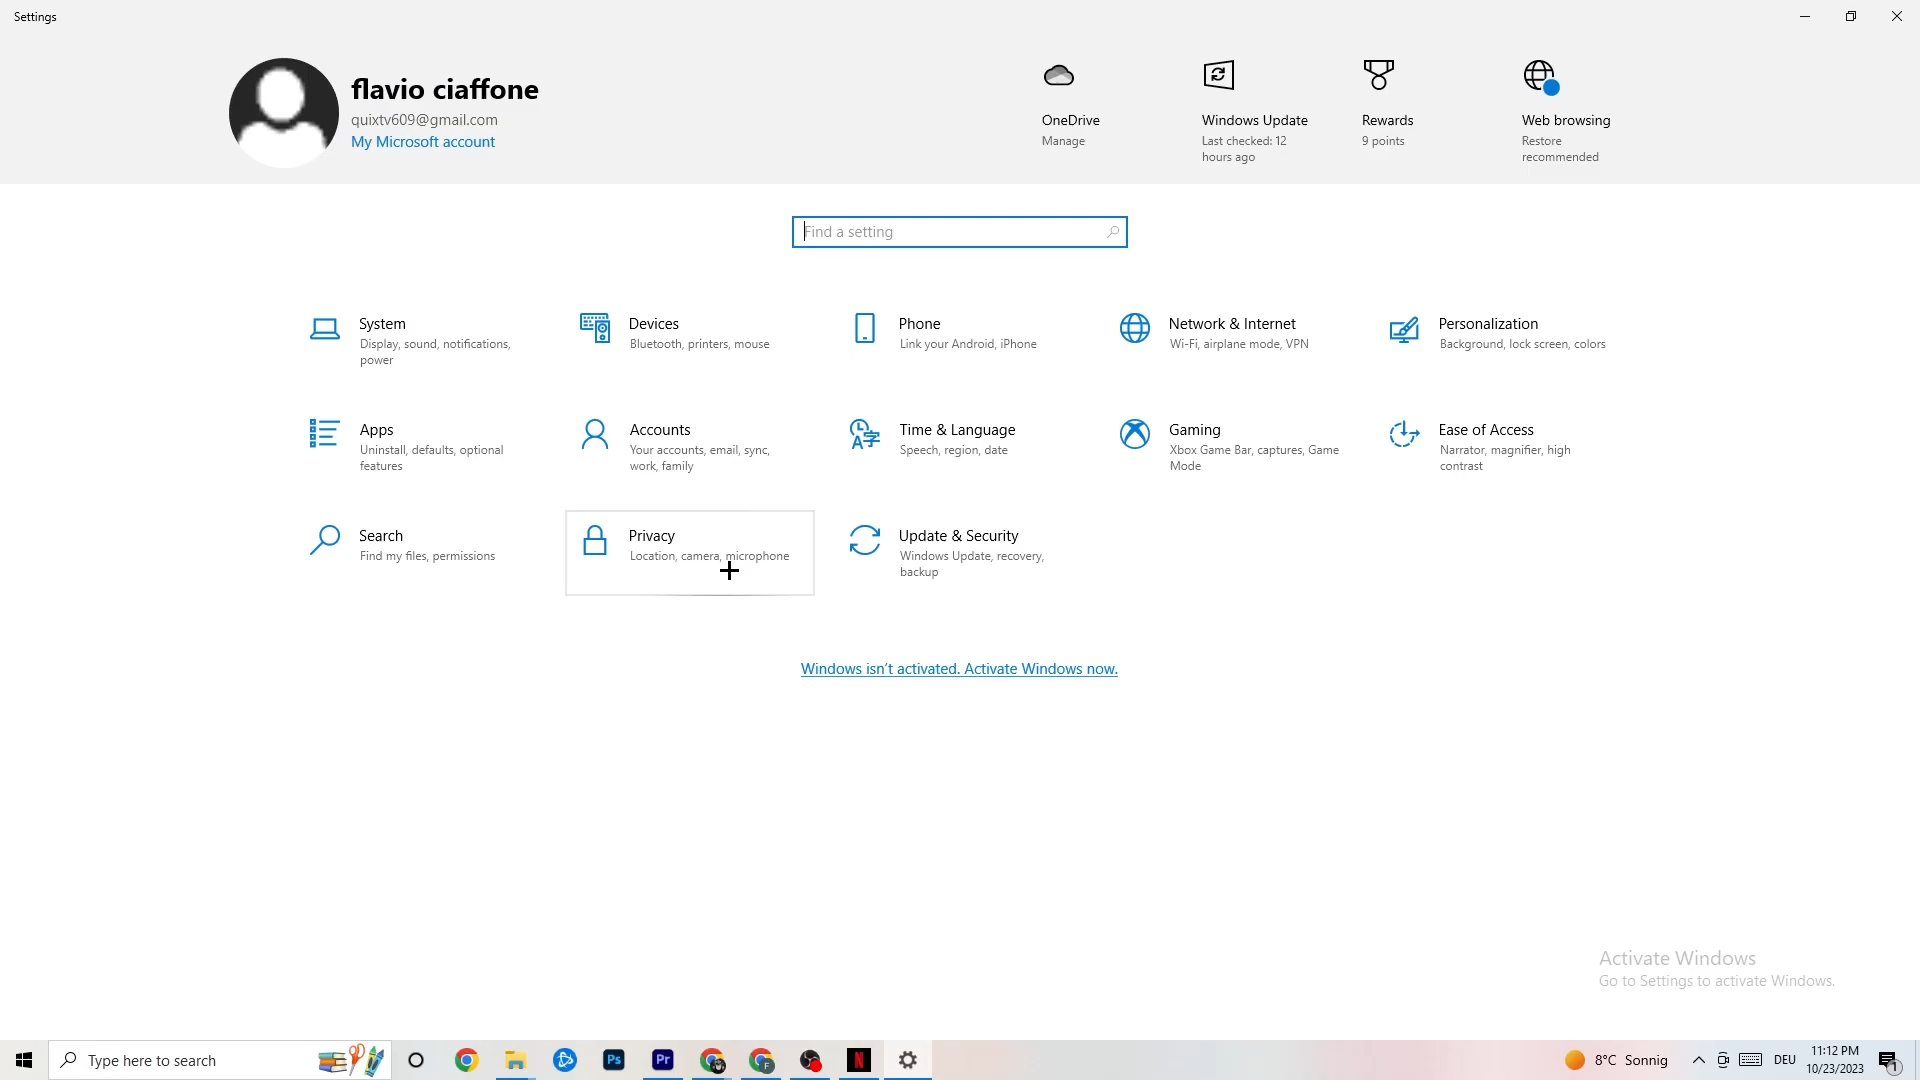 Settings
flavio ciaffone
quixtv609@gmail.com
My Microsoft account
OneDrive
Manage
Windows Update
Last checked: 12
hours ago
Rewards
9 points
Web browsing
Restore
recommended
Find a setting
System
Display, sound, notifications,
power
Devices
Bluetooth, printers, mouse
Phone
Link your Android, iPhone
Network & Internet
Wi-Fi, airplane mode, VPN
Personalization
Background, lock screen, colors
Apps
Uninstall, defaults, optional
features
Accounts
Your accounts, email, sync,
work, family
Time & Language
Speech, region, date
Gaming
Xbox Game Bar, captures, Game
Mode
Ease of Access
Narrator, magnifier, high
contrast
Search
Find my files, permissions
Privacy
Location, camera, microphone
Update & Security
Windows Update, recovery,
backup
Windows isn't activated. Activate Windows now.
Activate Windows
Go to Settings to activate Windows.
Type here to search
Ps
Pr
F
N
8°C Sonnig
DEU
11:12 PM
10/23/2023
1